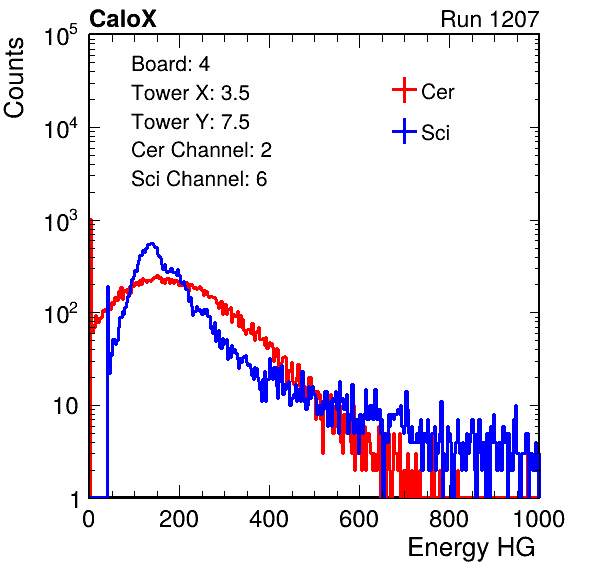 CaloX Run 1207
Counts
10^5
10^4
10^3
10^2
10
1
Board: 4
Tower X: 3.5
Tower Y: 7.5
Cer Channel: 2
Sci Channel: 6
Cer
Sci
0 200 400 600 800 1000
Energy HG